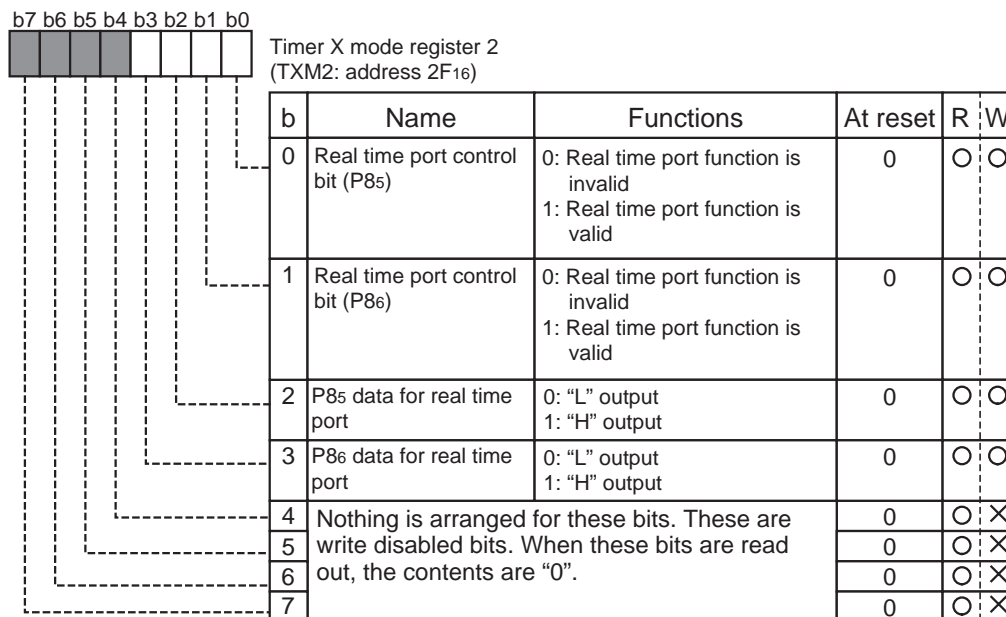 b7 b6 b5 b4 b3 b2 b1 b0
Timer X mode register 2
(TXM2: address 2F16)
b Name Functions At reset R W
0 Real time port control bit (P85) 0: Real time port function is
invalid
1: Real time port function is
valid
0 O O
1 Real time port control bit (P86) 0: Real time port function is
invalid
1: Real time port function is
valid
0 O O
2 P85 data for real time port 0: “L” output
1: “H” output
0 O O
3 P86 data for real time port 0: “L” output
1: “H” output
0 O O
4 Nothing is arranged for these bits. These are 0 O ×
5 write disabled bits. When these bits are read 0 O ×
6 out, the contents are “0”. 0 O ×
7 0 O ×